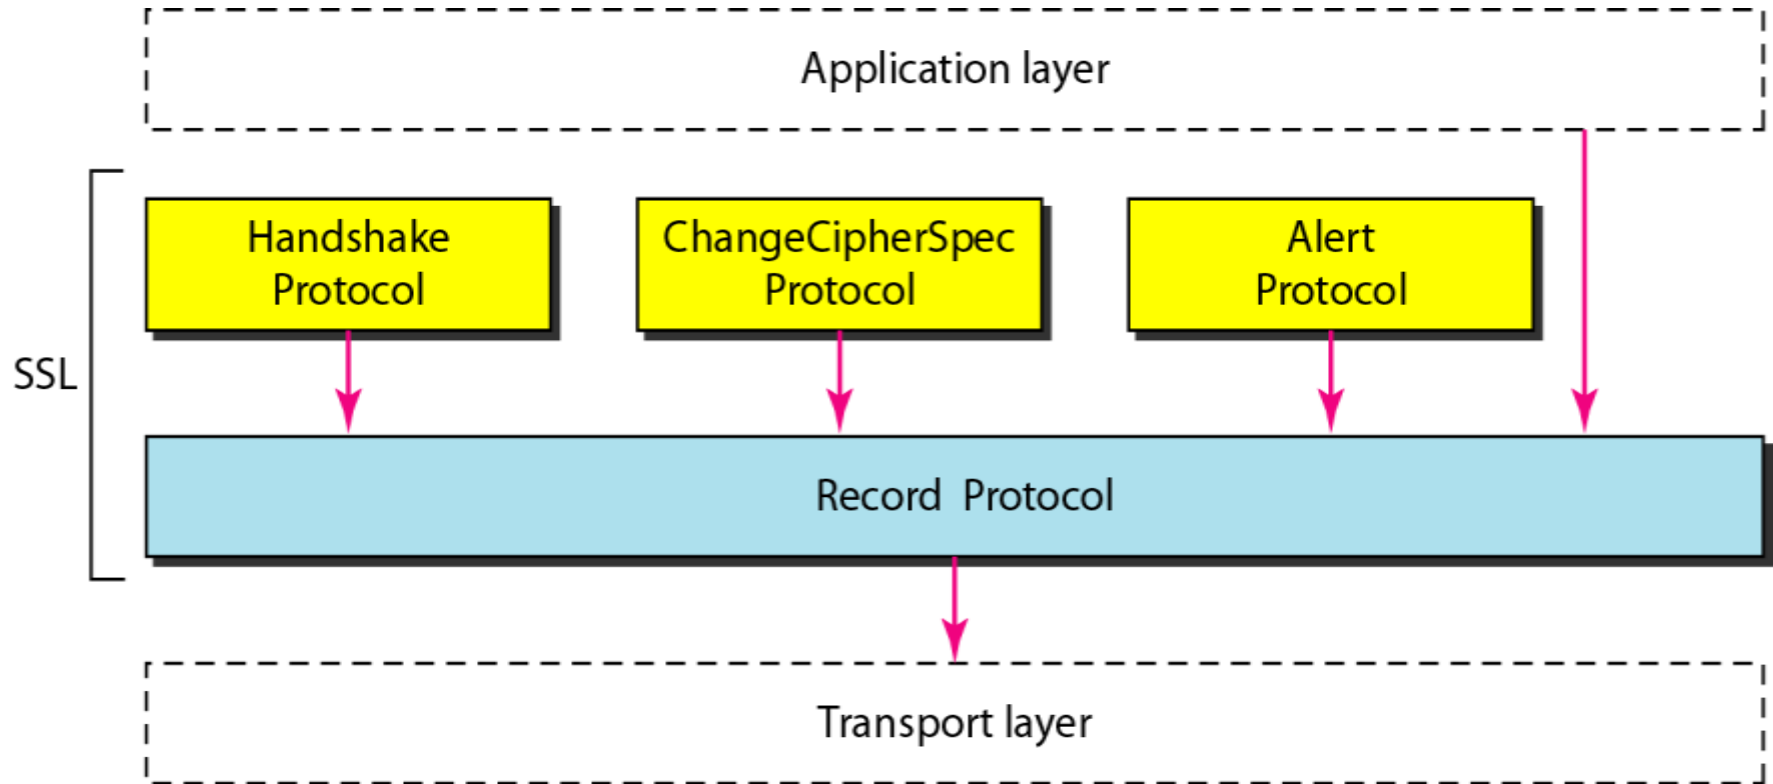 Application layer
Handshake
Protocol
ChangeCipherSpec
Protocol
Alert
Protocol
SSL
Record Protocol
Transport layer